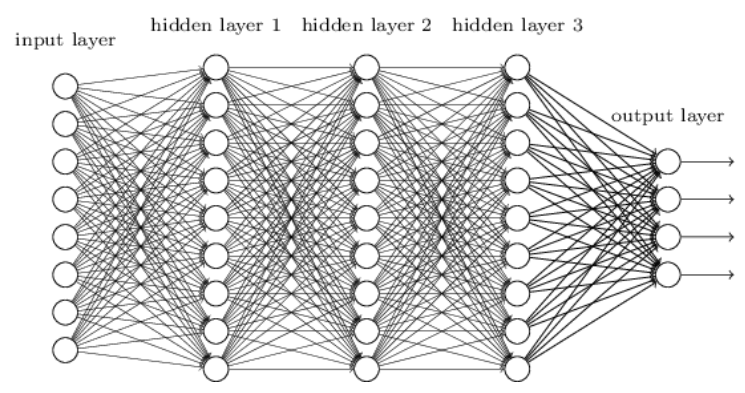 input layer
hidden layer 1
hidden layer 2
hidden layer 3
output layer